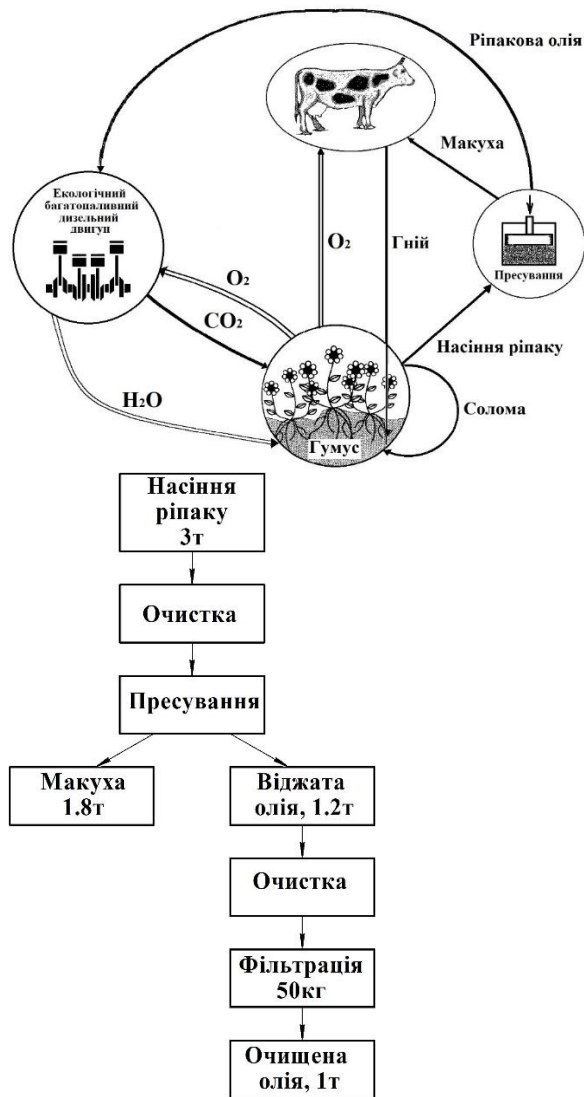 Ріпакова олія
Макуха
Екологічний
багатопаливний
дизельний
двигун
O₂
Гній
Пресування
O₂
CO₂
Насіння ріпаку
H₂O
Солома
Гумус
Насіння
ріпаку
3т
Очистка
Пресування
Макуха
1.8т
Віджата
олія, 1.2т
Очистка
Фільтрація
50кг
Очищена
олія, 1т